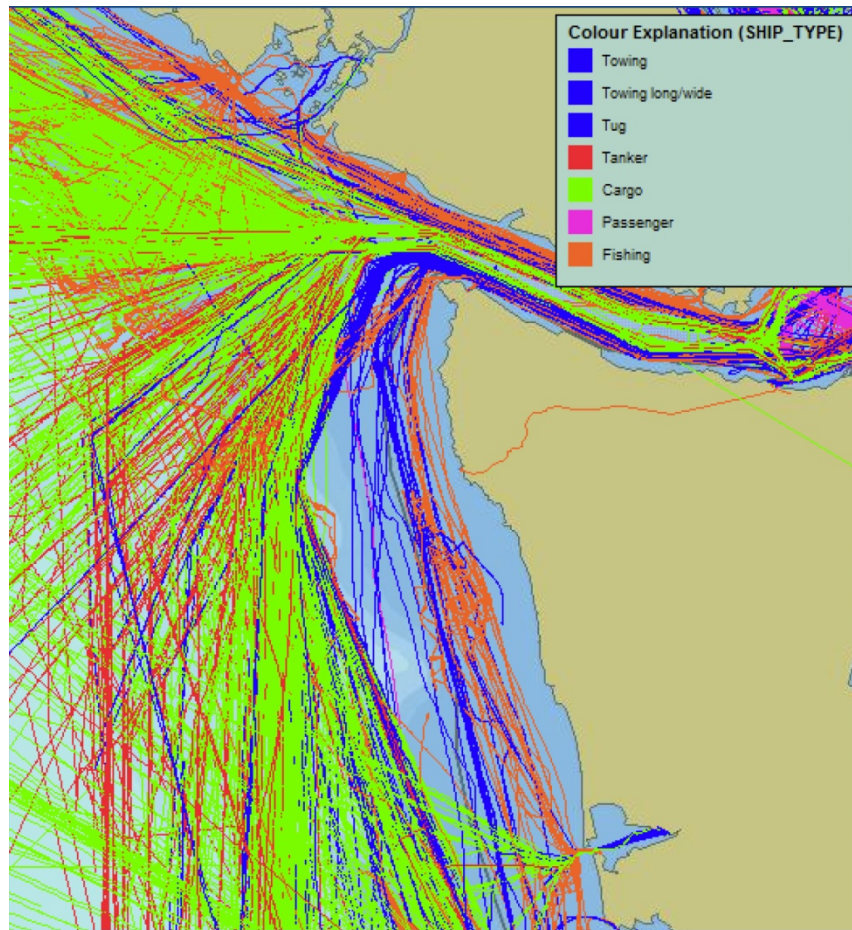 Colour Explanation (SHIP_TYPE)
Towing
Towing long/wide
Tug
Tanker
Cargo
Passenger
Fishing